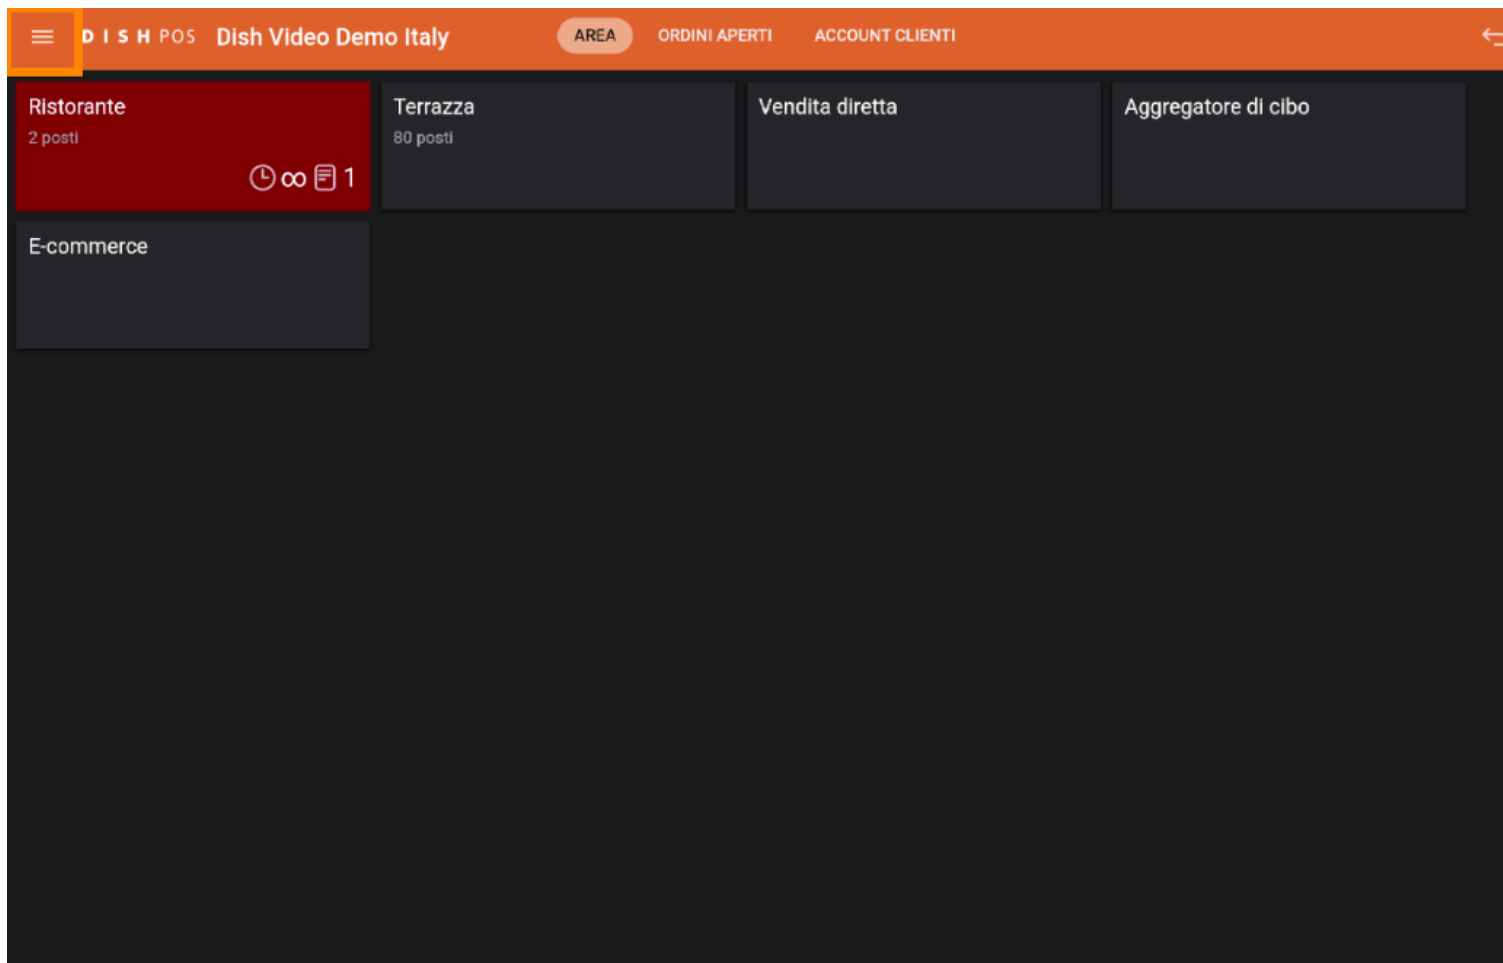 DISH POS Dish Video Demo Italy AREA ORDINI APERTI ACCOUNT CLIENTI
Ristorante
2 posti
∞ 1
Terrazza
80 posti
Vendita diretta
Aggregatore di cibo
E-commerce